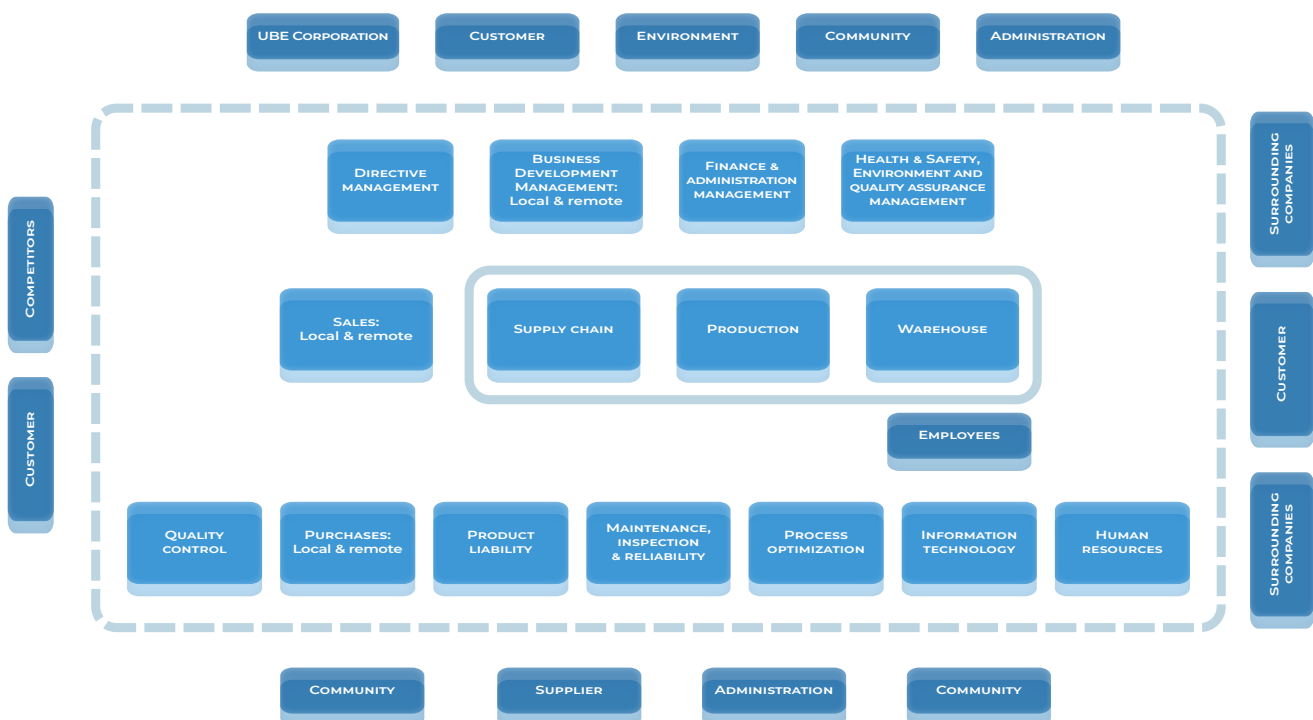 UBE Corporation
Customer
Environment
Community
Administration
Directive
management
Business
Development
Management:
Local & remote
Finance &
administration
management
Health & Safety,
Environment and
quality assurance
management
Surrounding
companies
Competitors
Sales:
Local & remote
Supply chain
Production
Warehouse
Customer
Customer
Employees
Quality
control
Purchases:
Local & remote
Product
liability
Maintenance,
inspection
& reliability
Process
optimization
Information
technology
Human
resources
Surrounding
companies
Community
Supplier
Administration
Community